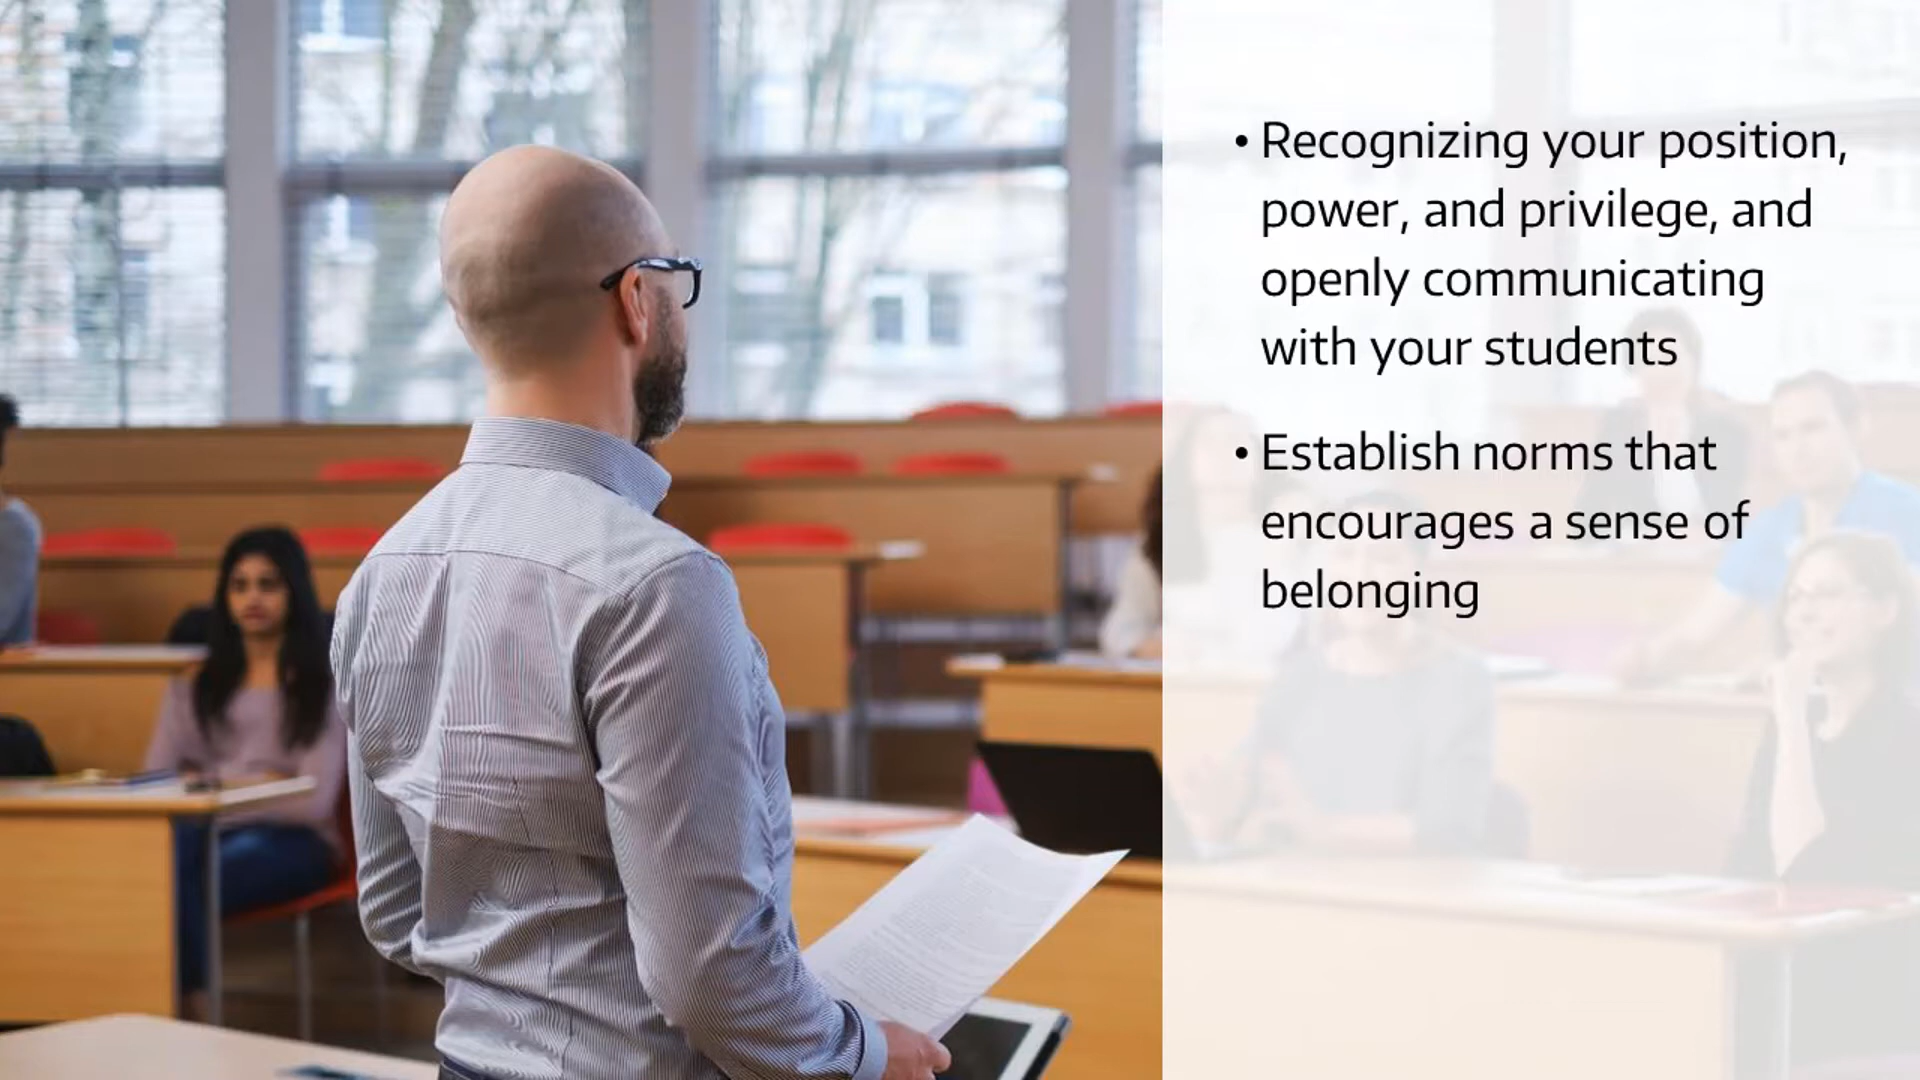 • Recognizing your position,
power, and privilege, and
openly communicating
with your students
• Establish norms that
encourages a sense of
belonging